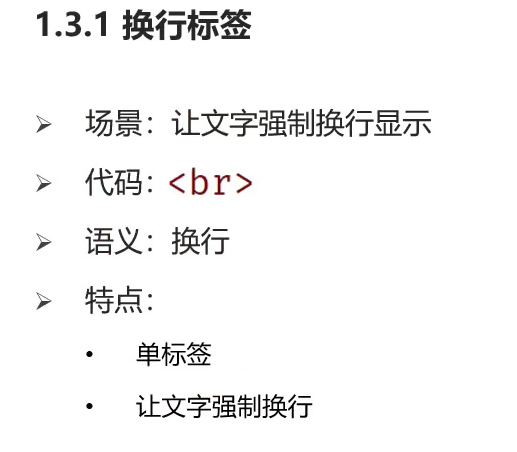 1.3.1 换行标签
➢ 场景：让文字强制换行显示
➢ 代码：<br>
➢ 语义：换行
➢ 特点：
• 单标签
• 让文字强制换行